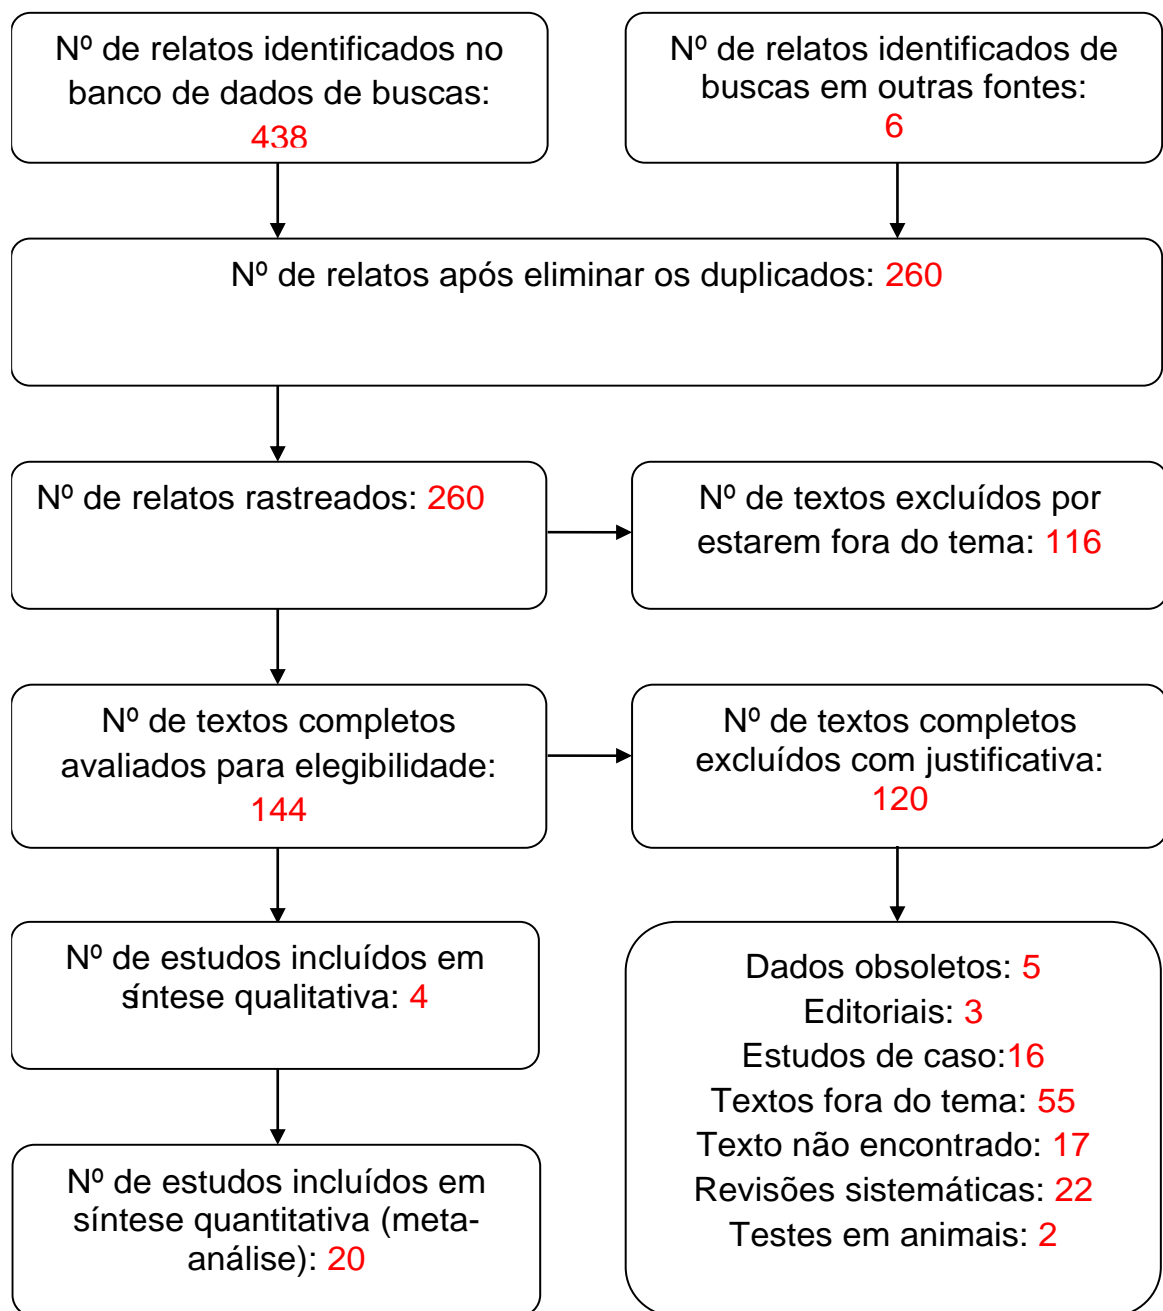 Nº de relatos identificados no
banco de dados de buscas:
438
Nº de relatos identificados de
buscas em outras fontes:
6
Nº de relatos após eliminar os duplicados: 260
Nº de relatos rastreados: 260
Nº de textos excluídos por
estarem fora do tema: 116
Nº de textos completos
avaliados para elegibilidade:
144
Nº de textos completos
excluídos com justificativa:
120
Nº de estudos incluídos em
síntese qualitativa: 4
Dados obsoletos: 5
Editoriais: 3
Estudos de caso:16
Textos fora do tema: 55
Texto não encontrado: 17
Revisões sistemáticas: 22
Testes em animais: 2
Nº de estudos incluídos em
síntese quantitativa (meta-
análise): 20